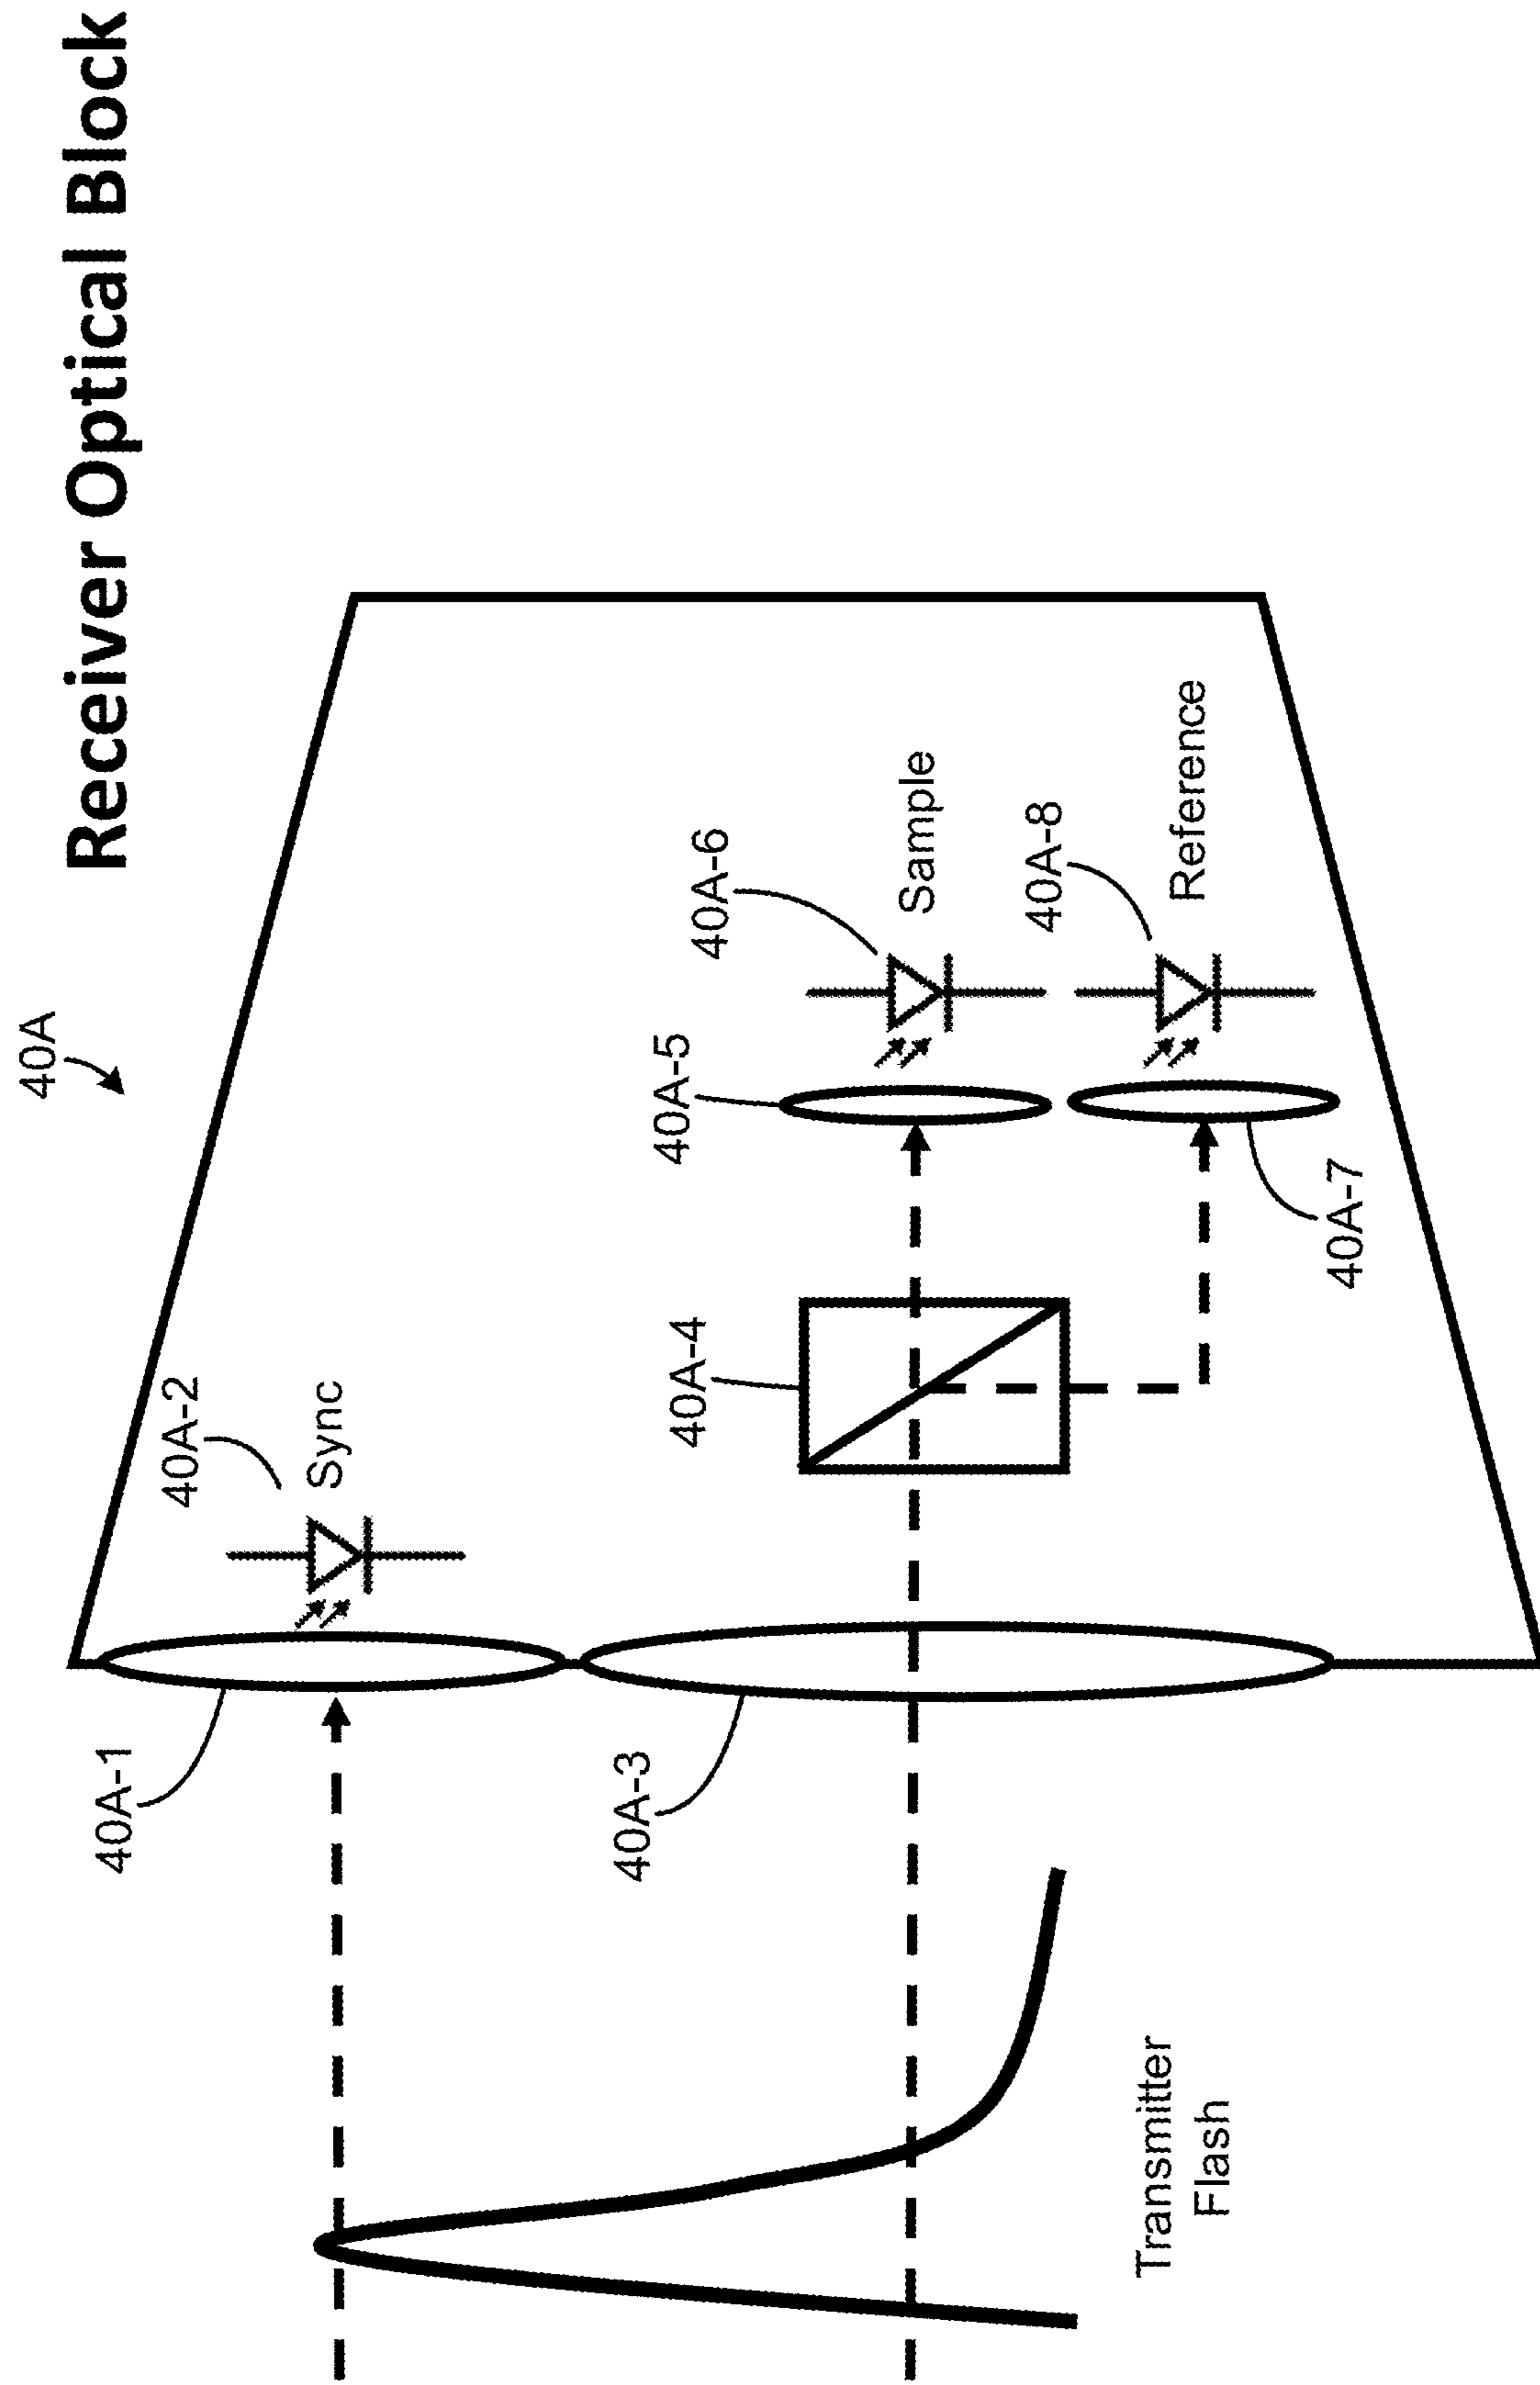 Receiver Optical Block
40A
40A-1
40A-2
Sync
40A-3
40A-4
40A-5
40A-6
Sample
40A-7
40A-8
Reference
Transmitter
Flash